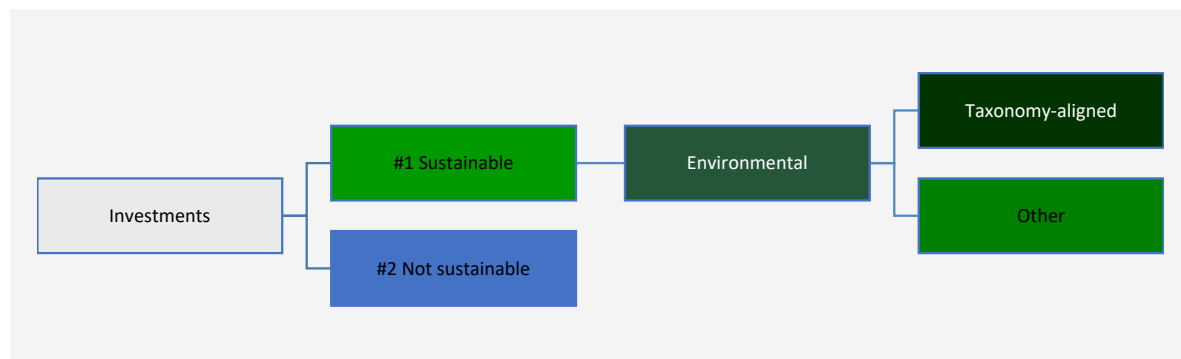 Investments
#1 Sustainable
#2 Not sustainable
Environmental
Taxonomy-aligned
Other